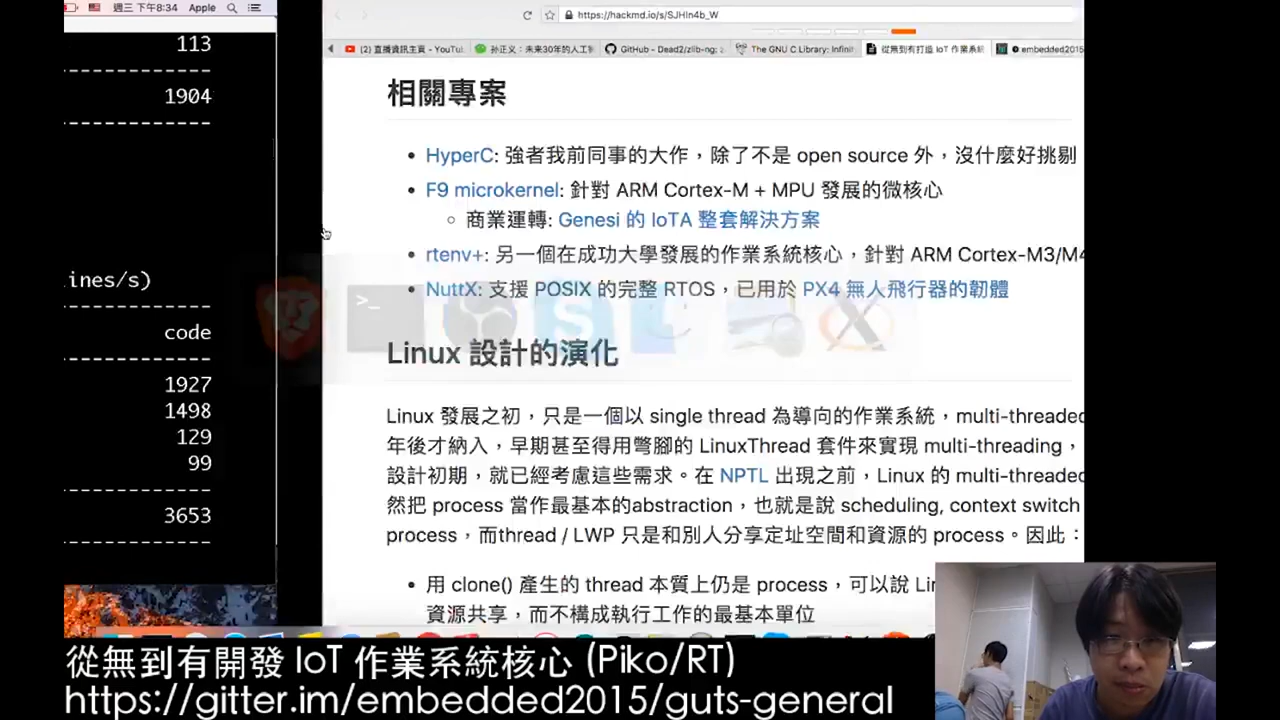 週三 下午8:34 Apple
https://hackmd.io/s/SJHln4b_W
(2) 直播資訊主頁 - YouTu
孙正义：未来30年的人工智
GitHub - Dead2/zlib-ng: z
The GNU C Library: Infinit
從無到有打造 IoT 作業系統
embedded2015
113
--------------
1904
--------------
ines/s)
--------------
code
--------------
1927
1498
129
99
--------------
3653
--------------
>_
相關專案
HyperC: 強者我前同事的大作，除了不是 open source 外，沒什麼好挑剔
F9 microkernel: 針對 ARM Cortex-M + MPU 發展的微核心
商業運轉: Genesi 的 IoTA 整套解決方案
rtenv+: 另一個在成功大學發展的作業系統核心，針對 ARM Cortex-M3/M4
NuttX: 支援 POSIX 的完整 RTOS，已用於 PX4 無人飛行器的韌體
Linux 設計的演化
Linux 發展之初，只是一個以 single thread 為導向的作業系統，multi-threaded
年後才納入，早期甚至得用彆腳的 LinuxThread 套件來實現 multi-threading，
設計初期，就已經考慮這些需求。在 NPTL 出現之前，Linux 的 multi-threaded
然把 process 當作最基本的abstraction，也就是說 scheduling, context switch
process，而thread / LWP 只是和別人分享定址空間和資源的 process。因此：
用 clone() 產生的 thread 本質上仍是 process，可以說 Lin
資源共享，而不構成執行工作的最基本單位
從無到有開發 IoT 作業系統核心 (Piko/RT)
https://gitter.im/embedded2015/guts-general